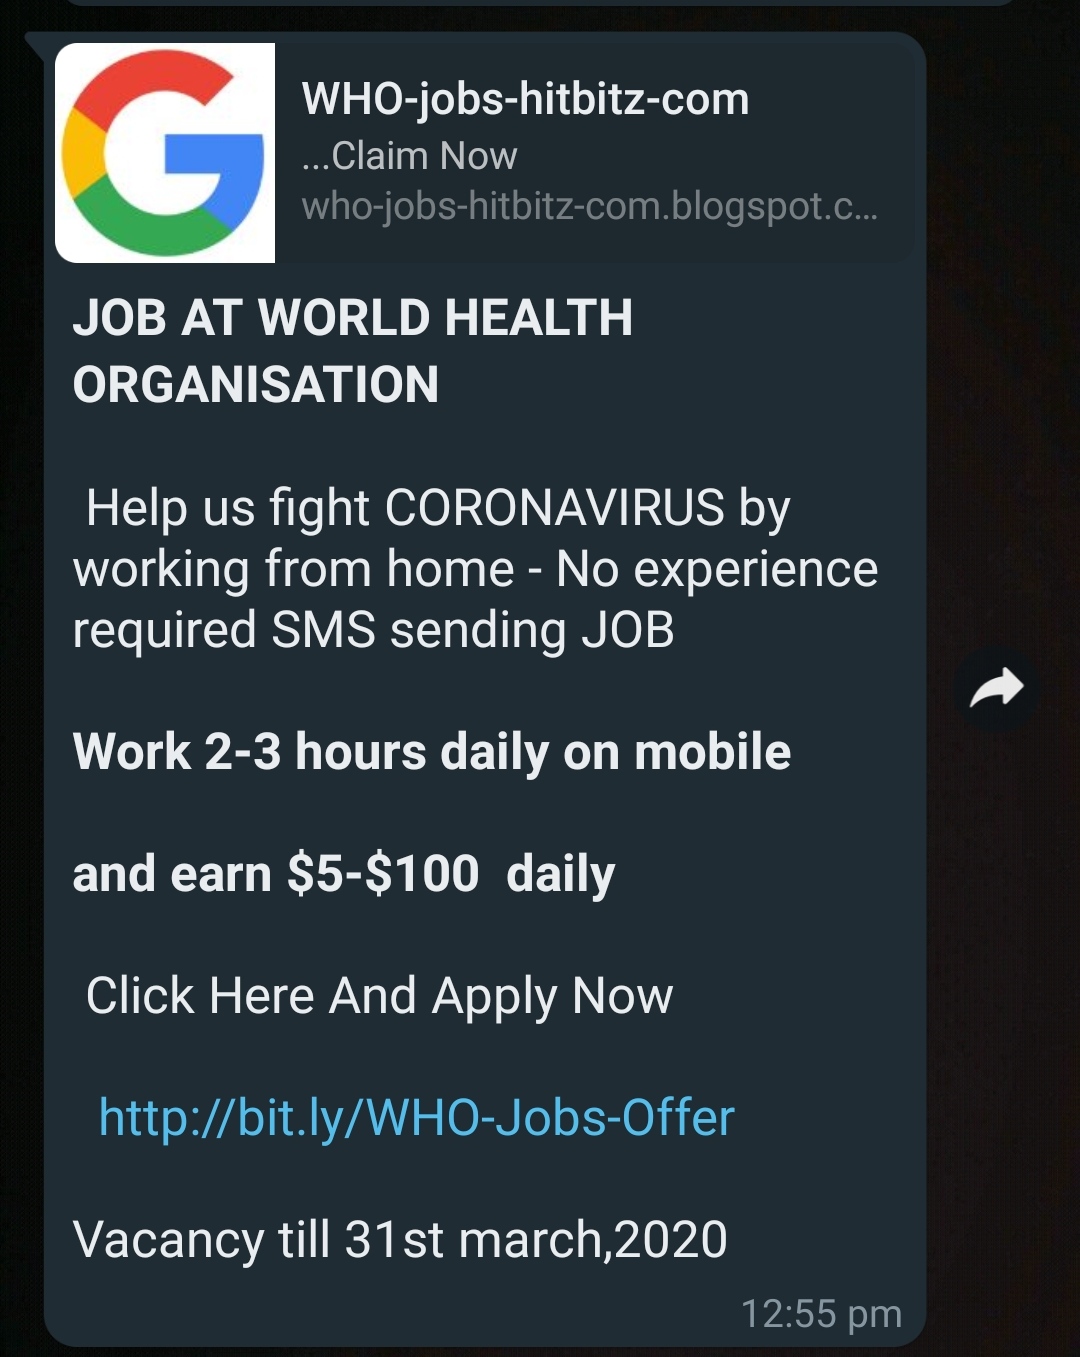 WHO-jobs-hitbitz-com
...Claim Now
who-jobs-hitbitz-com.blogspot.c...
JOB AT WORLD HEALTH
ORGANISATION
Help us fight CORONAVIRUS by
working from home - No experience
required SMS sending JOB
Work 2-3 hours daily on mobile
and earn $5-$100 daily
Click Here And Apply Now
http://bit.ly/WHO-Jobs-Offer
Vacancy till 31st march,2020
12:55 pm